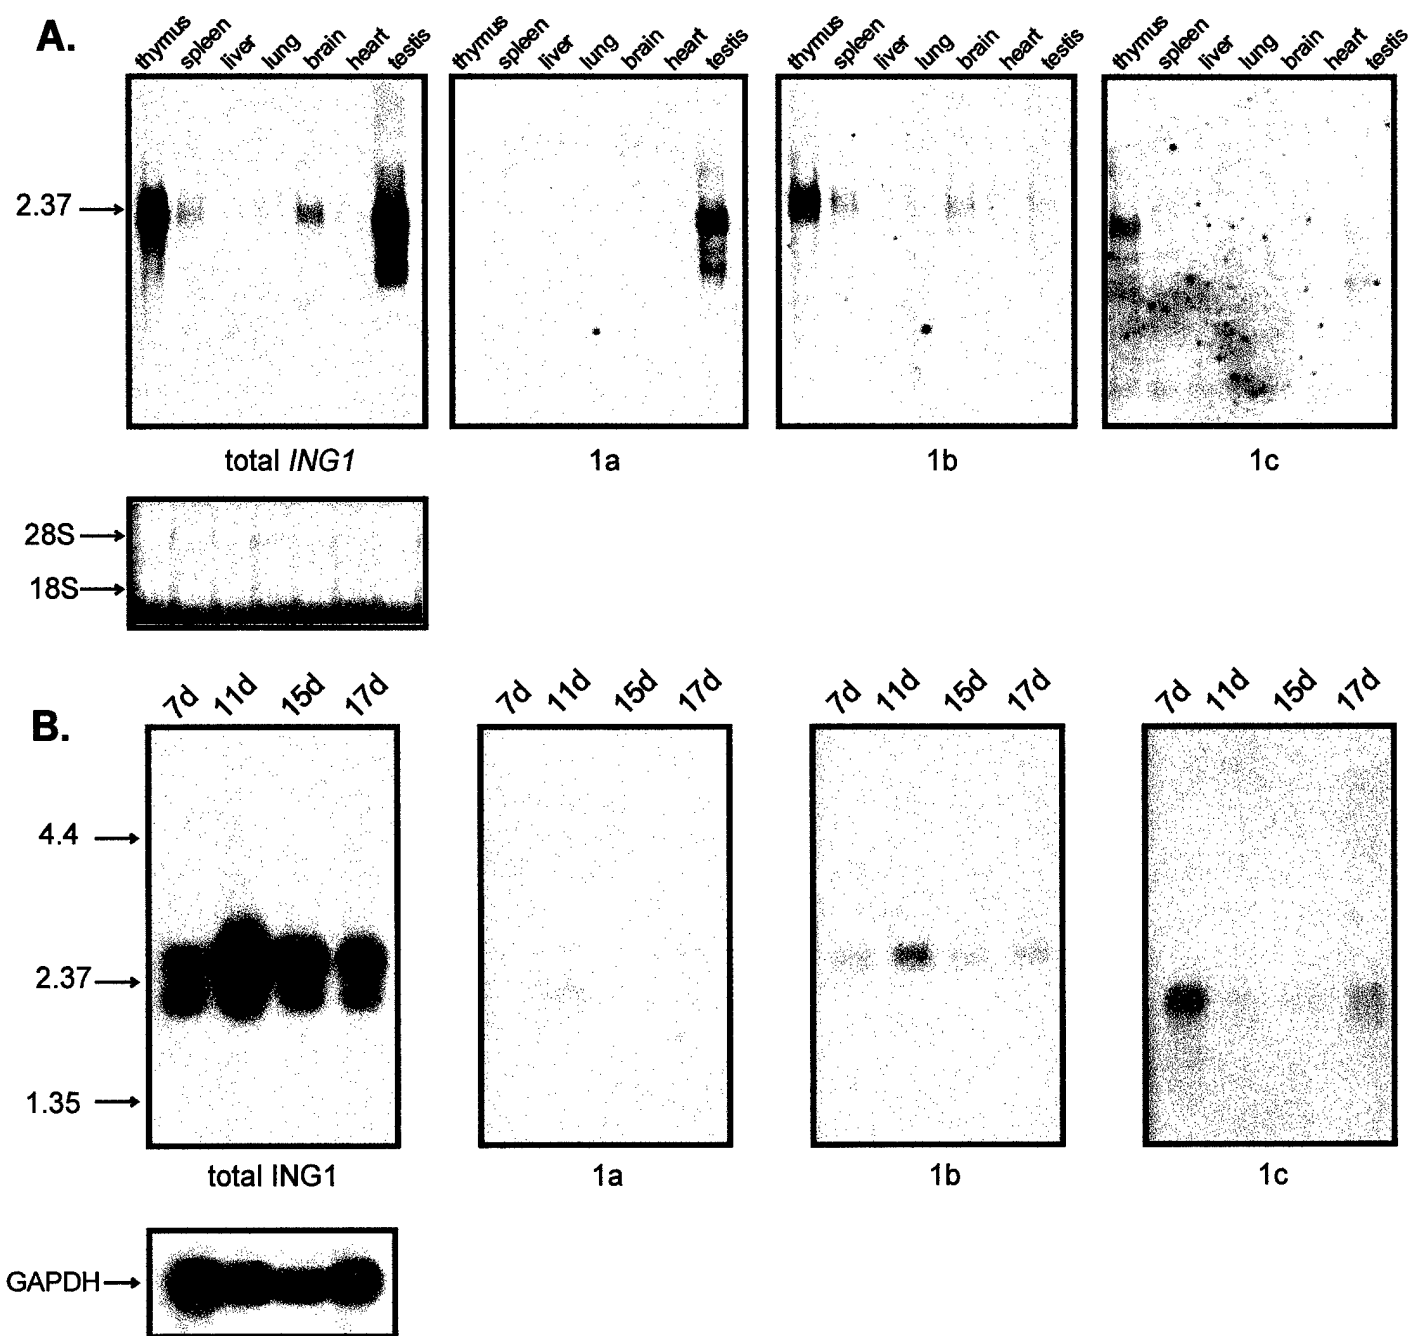 A.
thymus spleen liver lung brain heart testis
thymus spleen liver lung brain heart testis
thymus spleen liver lung brain heart testis
thymus spleen liver lung brain heart testis
2.37
total ING1
1a
1b
1c
28S
18S
B.
7d 11d 15d 17d
7d 11d 15d 17d
7d 11d 15d 17d
7d 11d 15d 17d
4.4
2.37
1.35
total ING1
1a
1b
1c
GAPDH